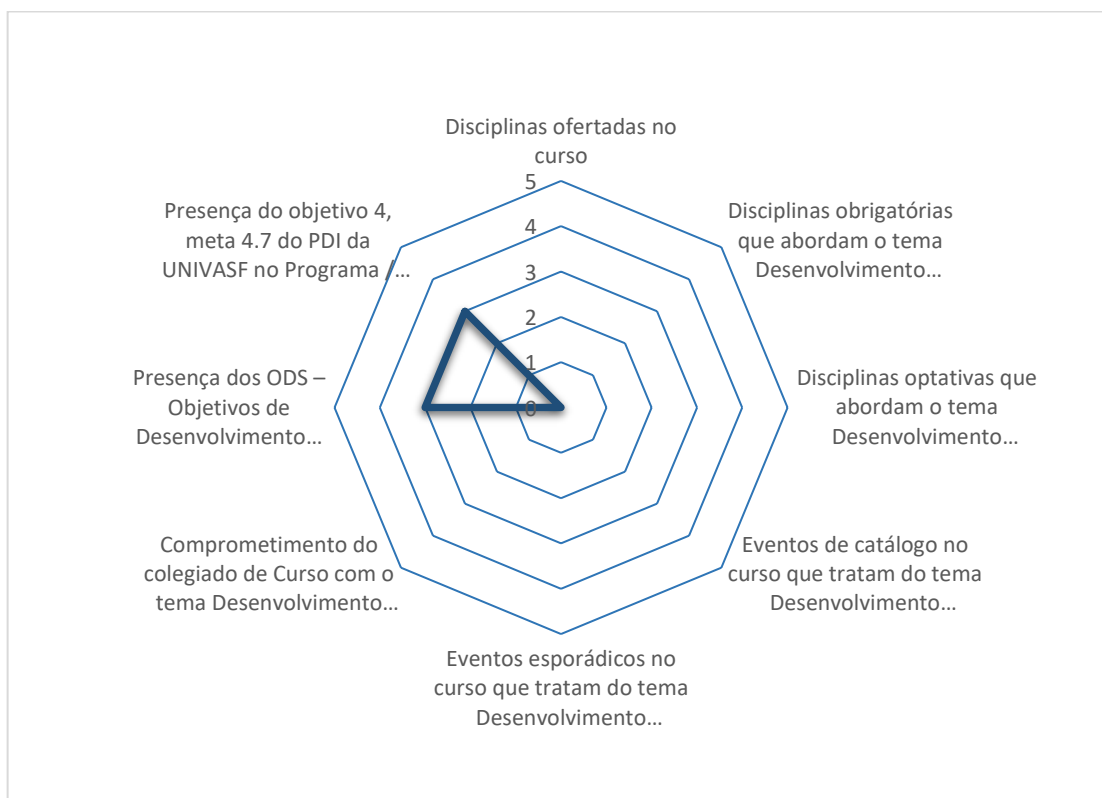 Disciplinas ofertadas no
curso
5
4
3
2
1
0
Disciplinas obrigatórias
que abordam o tema
Desenvolvimento…
Disciplinas optativas que
abordam o tema
Desenvolvimento…
Eventos de catálogo no
curso que tratam do tema
Desenvolvimento…
Eventos esporádicos no
curso que tratam do tema
Desenvolvimento…
Comprometimento do
colegiado de Curso com o
tema Desenvolvimento…
Presença dos ODS –
Objetivos de
Desenvolvimento…
Presença do objetivo 4,
meta 4.7 do PDI da
UNIVASF no Programa /…